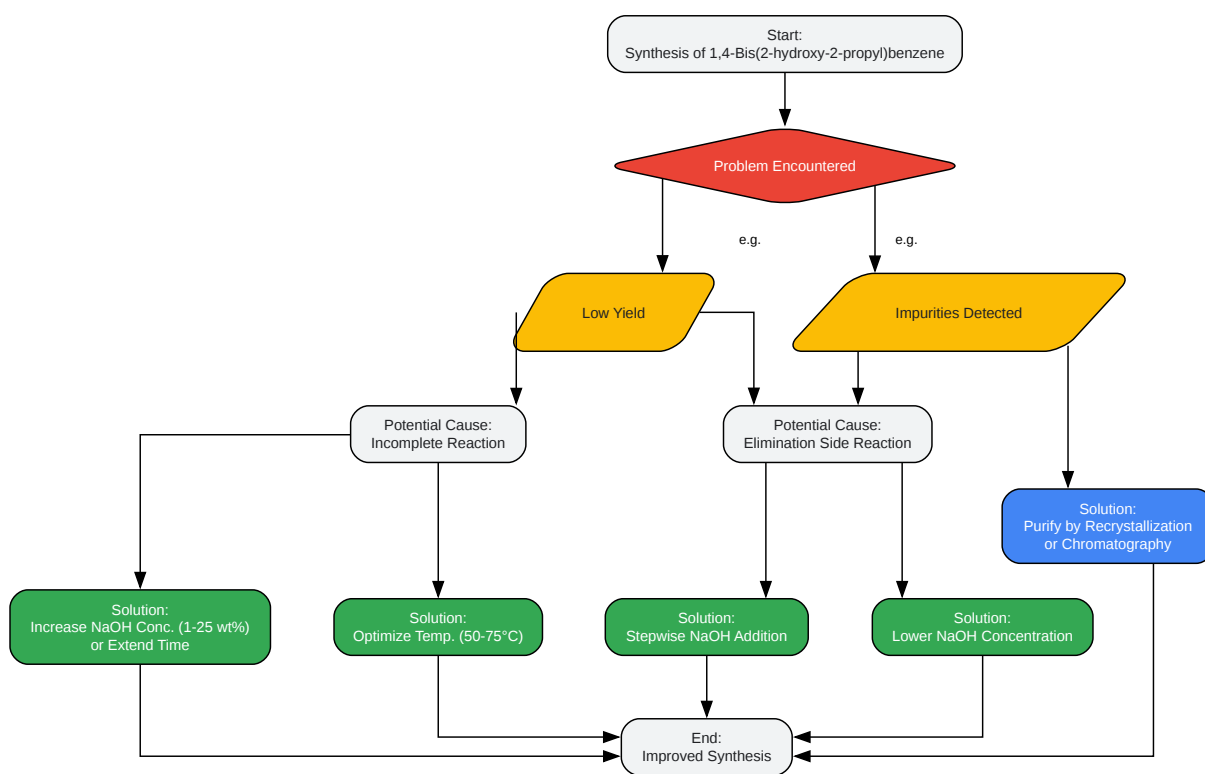 Start:
Synthesis of 1,4-Bis(2-hydroxy-2-propyl)benzene
Problem Encountered
e.g.
e.g.
Low Yield
Impurities Detected
Potential Cause:
Incomplete Reaction
Potential Cause:
Elimination Side Reaction
Solution:
Purify by Recrystallization
or Chromatography
Solution:
Increase NaOH Conc. (1-25 wt%)
or Extend Time
Solution:
Optimize Temp. (50-75°C)
Solution:
Stepwise NaOH Addition
Solution:
Lower NaOH Concentration
End:
Improved Synthesis